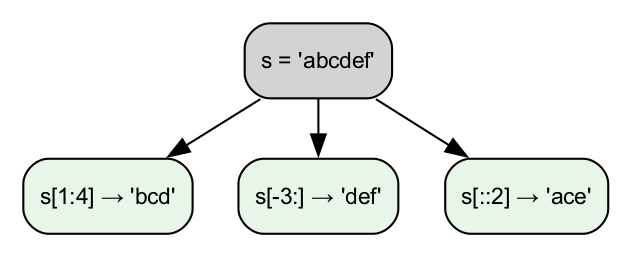 s = 'abcdef'
s[1:4] → 'bcd'
s[-3:] → 'def'
s[::2] → 'ace'